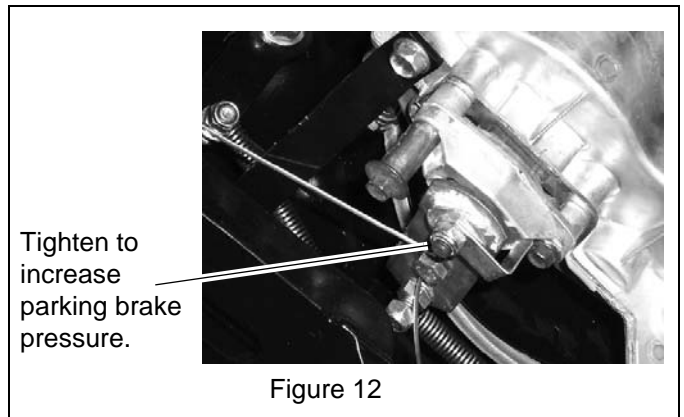 Tighten to
increase
parking brake
pressure.
Figure 12